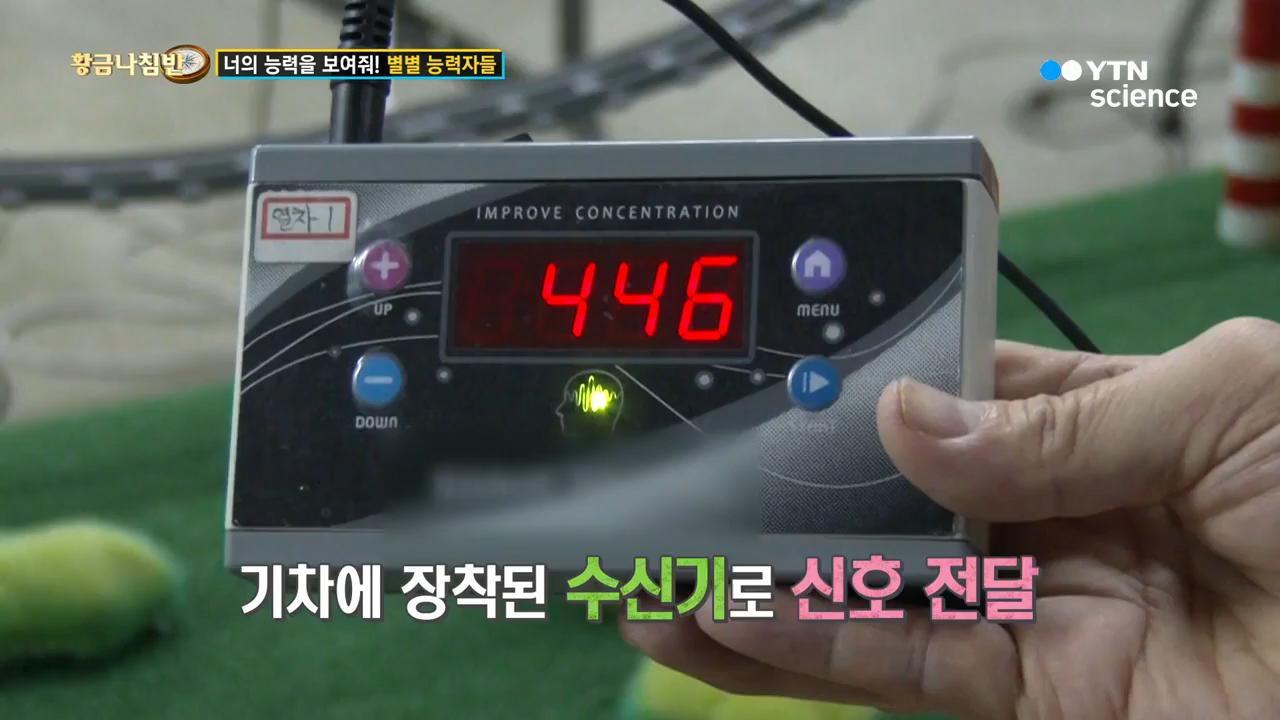 황금나침반
너의 능력을 보여줘! 별별 능력자들
YTN
science
열차-1
IMPROVE CONCENTRATION
446
UP
MENU
DOWN
START
기차에 장착된 수신기로 신호 전달